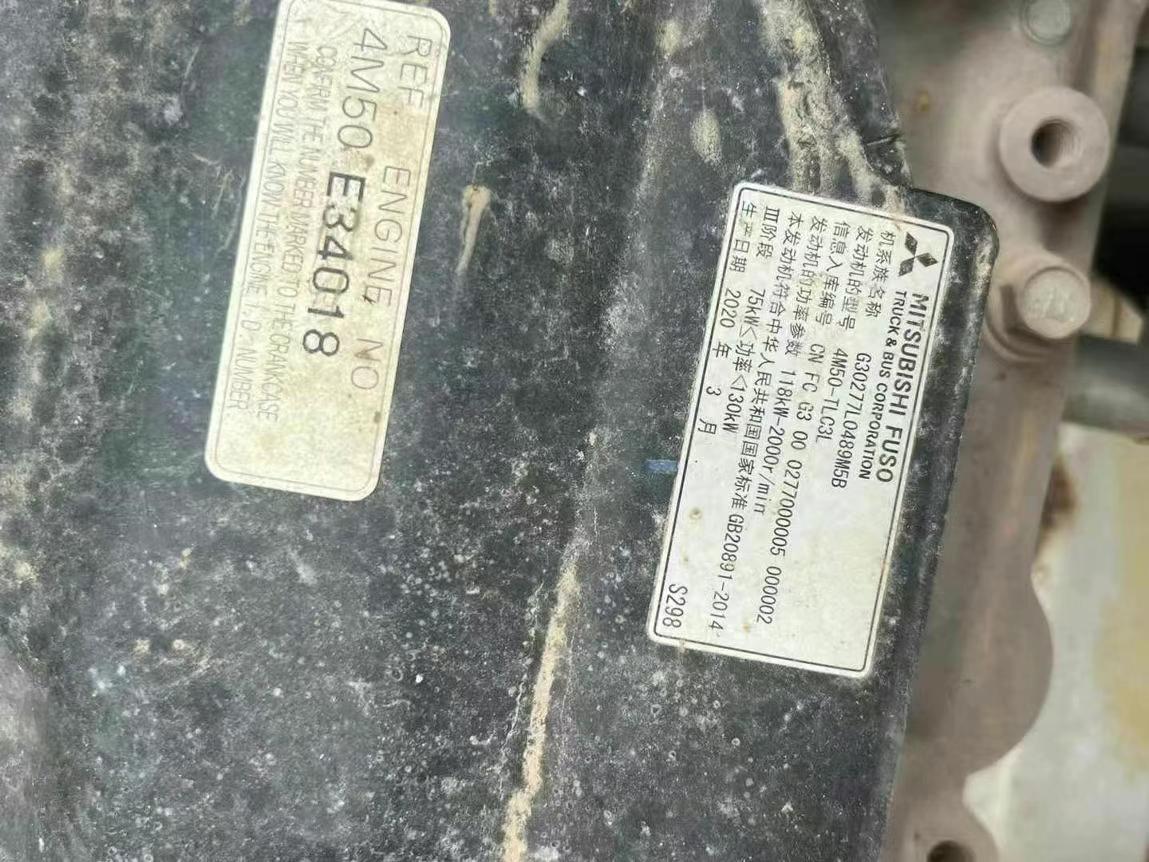 REF ENGINE NO
4M50 E34018
CONFIRM THE NUMBER MARKED TO THE CRANKCASE
WHEN YOU WILL KNOW THE ENGINE I,D, NUMBER
MITSUBISHI FUSO
TRUCK & BUS CORPORATION
机系族名称 G30277L0489M5B
发动机的型号 4M50-TLC3L
信息入库编号 CN FC G3 00 0277000005 000002
发动机的功率参数 118kW-2000r/min
本发动机符合中华人民共和国国家标准 GB20891-2014
III阶段 75kW<功率<130kW
生产日期 2020 年 3 月 S298